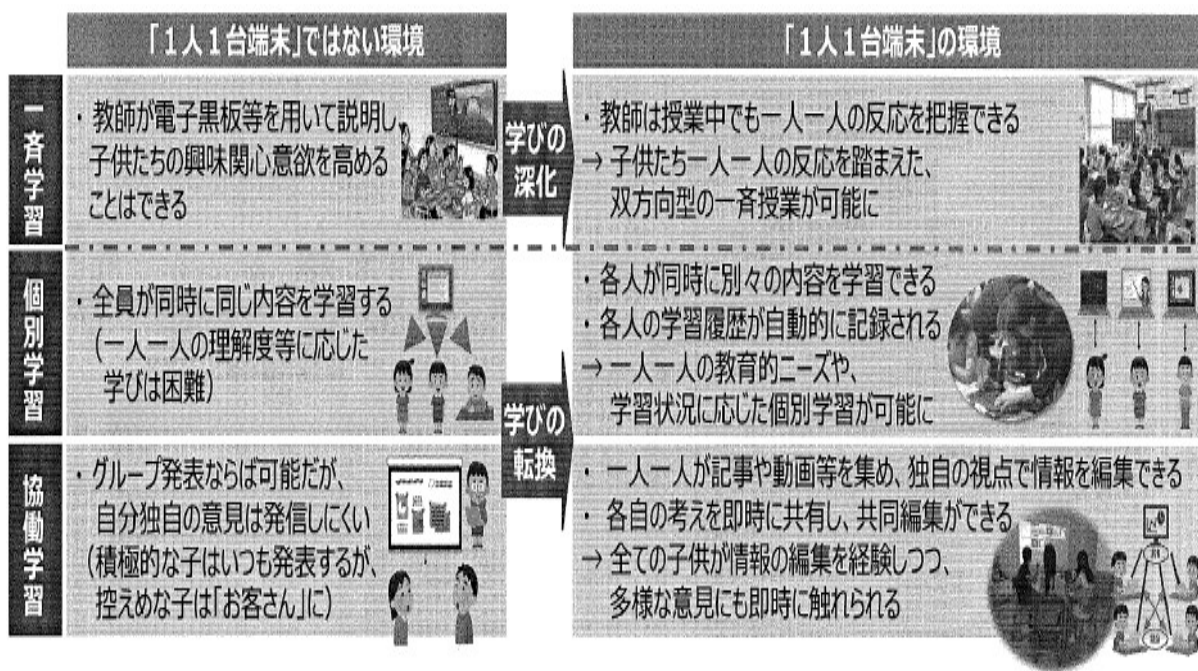 「１人１台端末」ではない環境
「１人１台端末」の環境
一斉学習
・教師が電子黒板等を用いて説明し、
子供たちの興味関心意欲を高める
ことはできる
学びの
深化
・教師は授業中でも一人一人の反応を把握できる
→ 子供たち一人一人の反応を踏まえた、
双方向型の一斉授業が可能に
個別学習
・全員が同時に同じ内容を学習する
（一人一人の理解度等に応じた
学びは困難）
学びの
転換
・各人が同時に別々の内容を学習できる
・各人の学習履歴が自動的に記録される
→ 一人一人の教育的ニーズや、
学習状況に応じた個別学習が可能に
協働学習
・グループ発表ならば可能だが、
自分独自の意見は発信しにくい
（積極的な子はいつも発表するが、
控えめな子は「お客さん」に）
・一人一人が記事や動画等を集め、独自の視点で情報を編集できる
・各自の考えを即時に共有し、共同編集ができる
→ 全ての子供が情報の編集を経験しつつ、
多様な意見にも即時に触れられる